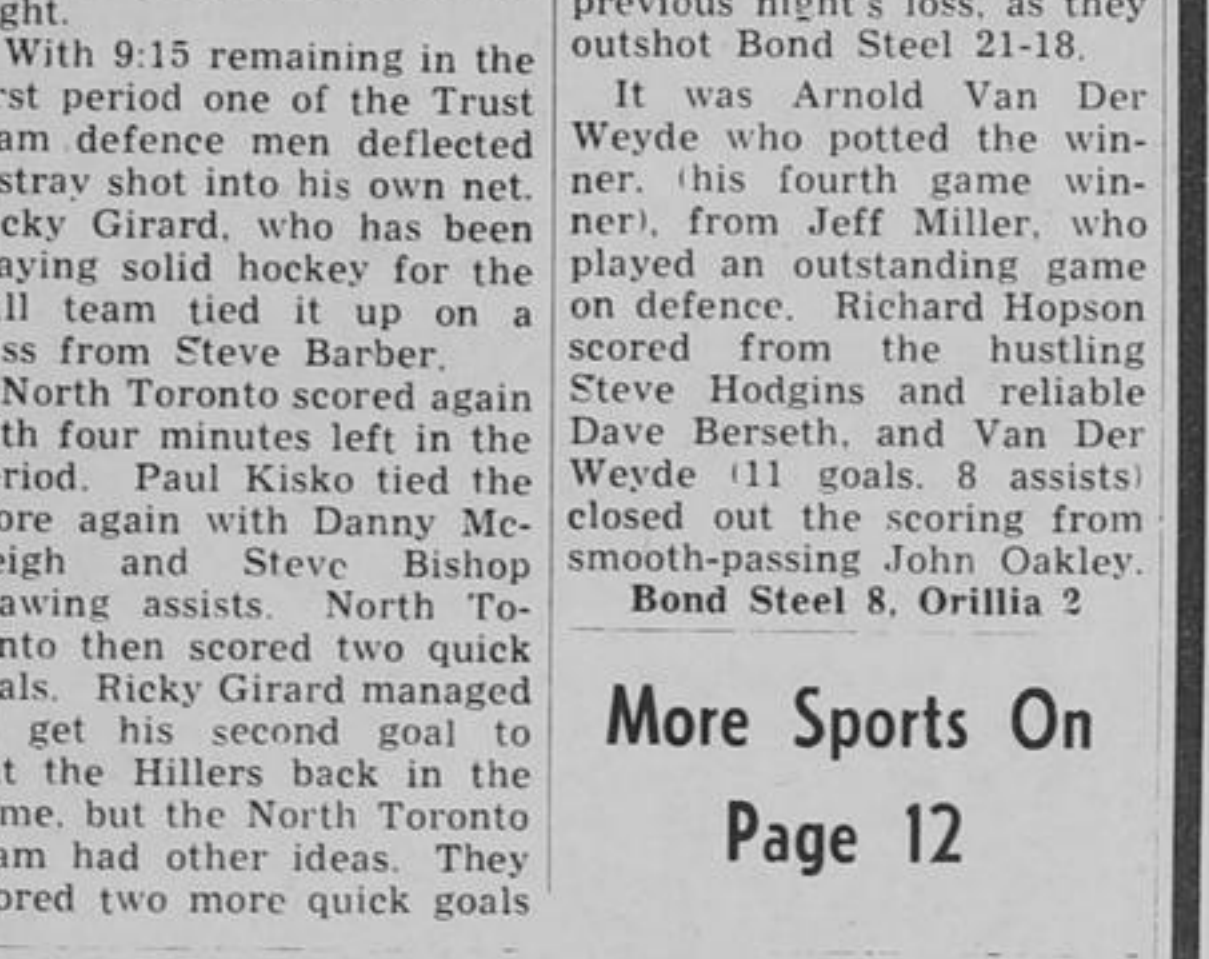 ght.
With 9:15 remaining in the
rst period one of the Trust
am defence men deflected
stray shot into his own net.
cky Girard, who has been
aying solid hockey for the
ll team tied it up on a
ss from Steve Barber.
North Toronto scored again
th four minutes left in the
riod. Paul Kisko tied the
ore again with Danny Mc-
eigh and Steve Bishop
awing assists. North To-
nto then scored two quick
als. Ricky Girard managed
get his second goal to
t the Hillers back in the
me, but the North Toronto
am had other ideas. They
ored two more quick goals
previous night's loss, as they
outshot Bond Steel 21-18.
It was Arnold Van Der
Weyde who potted the win-
ner, (his fourth game win-
ner), from Jeff Miller, who
played an outstanding game
on defence. Richard Hopson
scored from the hustling
Steve Hodgins and reliable
Dave Berseth, and Van Der
Weyde (11 goals, 8 assists)
closed out the scoring from
smooth-passing John Oakley.
Bond Steel 8, Orillia 2
More Sports On
Page 12